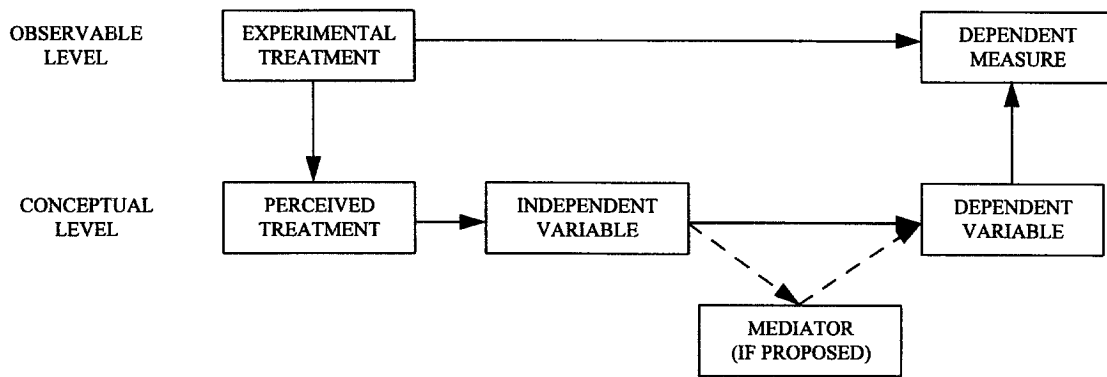 OBSERVABLE
LEVEL
EXPERIMENTAL
TREATMENT
DEPENDENT
MEASURE
CONCEPTUAL
LEVEL
PERCEIVED
TREATMENT
INDEPENDENT
VARIABLE
DEPENDENT
VARIABLE
MEDIATOR
(IF PROPOSED)